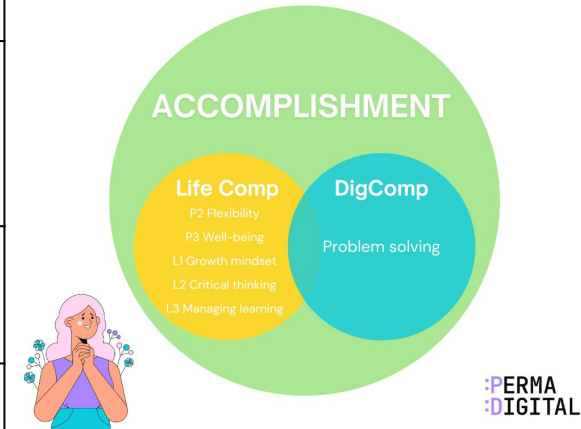 ACCOMPLISHMENT
Life Comp
P2 Flexibility
P3 Well-being
L1 Growth mindset
L2 Critical thinking
L3 Managing learning
DigComp
Problem solving
:PERMA
:DIGITAL